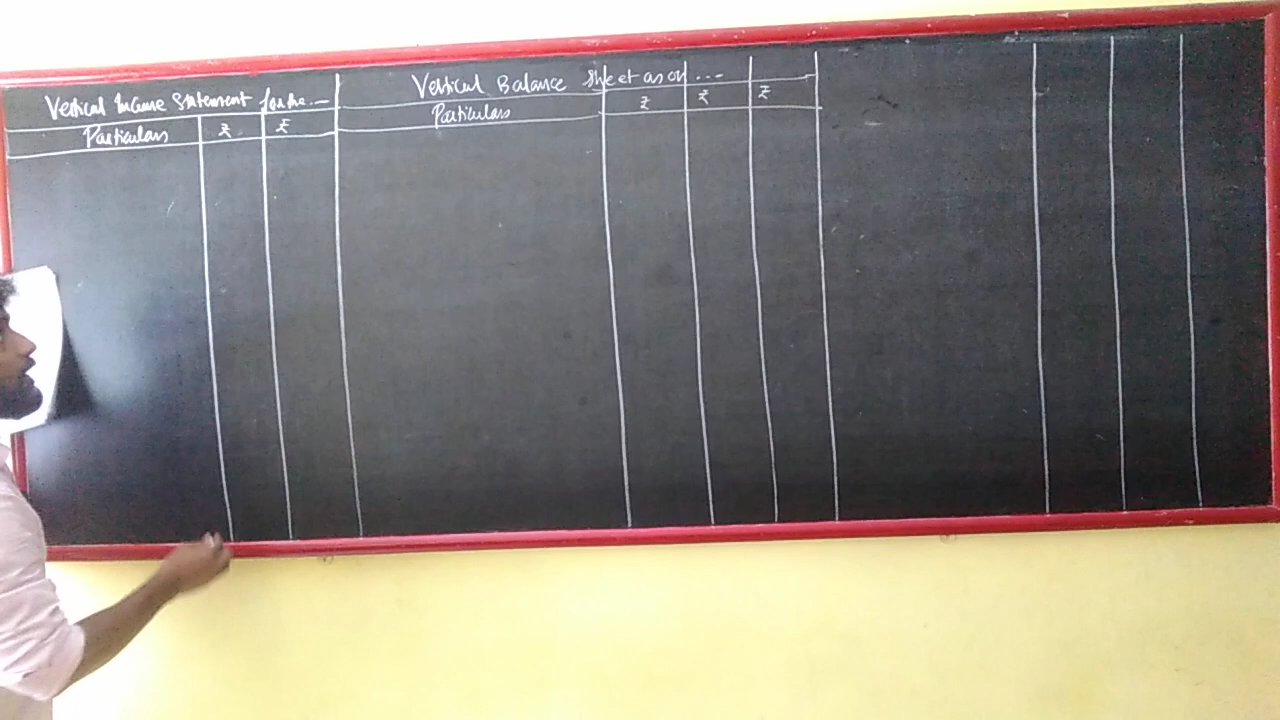 Vertical Income Statement for the...
Particulars ₹ ₹
Vertical Balance Sheet as on ...
Particulars ₹ ₹ ₹